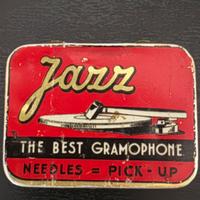 Jazz
THE BEST GRAMOPHONE
NEEDLES = PICK-UP